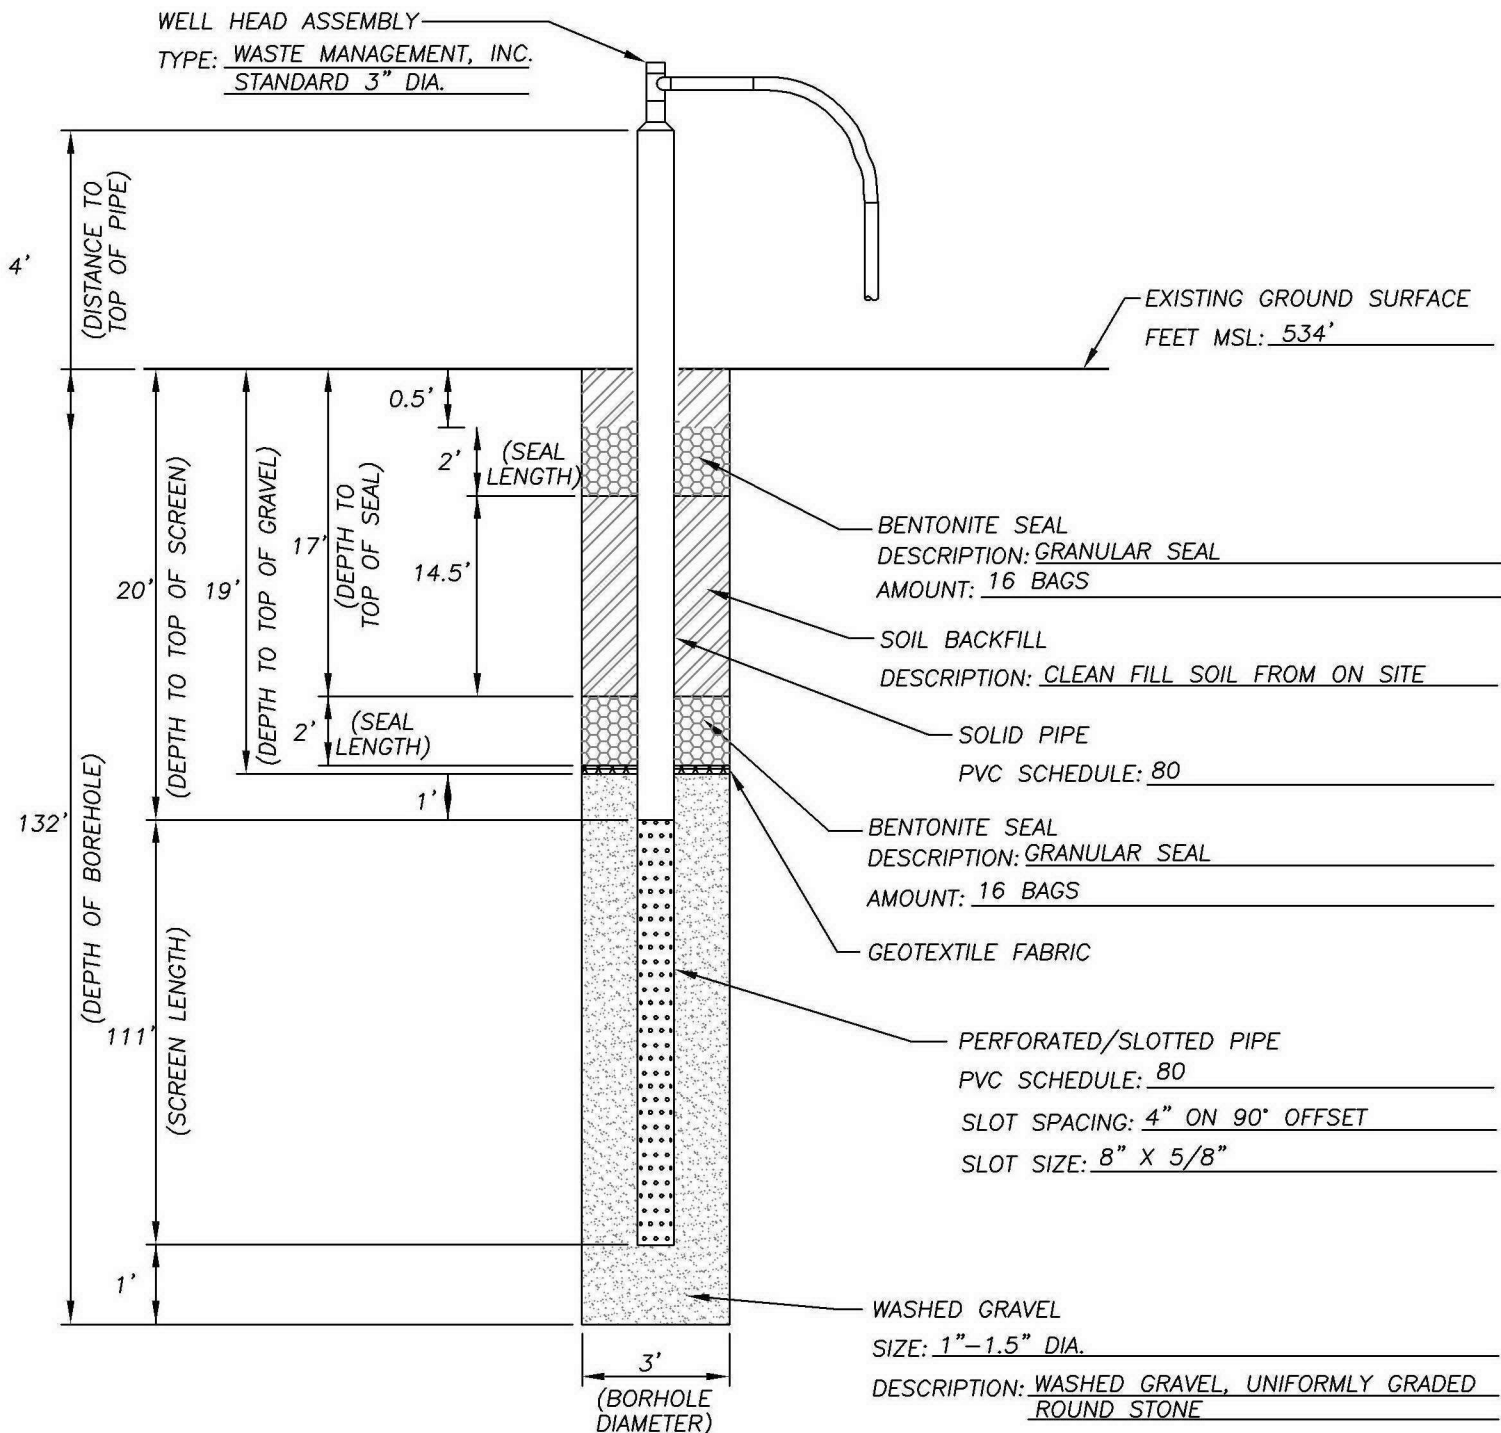 WELL HEAD ASSEMBLY
TYPE: WASTE MANAGEMENT, INC.
STANDARD 3" DIA.
4'
(DISTANCE TO
TOP OF PIPE)
EXISTING GROUND SURFACE
FEET MSL: 534'
0.5'
2'
(SEAL
LENGTH)
14.5'
17'
(DEPTH TO
TOP OF SEAL)
19'
(DEPTH TO TOP OF GRAVEL)
20'
(DEPTH TO TOP OF SCREEN)
2'
(SEAL
LENGTH)
1'
132'
(DEPTH OF BOREHOLE)
111'
(SCREEN LENGTH)
1'
3'
(BORHOLE
DIAMETER)
BENTONITE SEAL
DESCRIPTION: GRANULAR SEAL
AMOUNT: 16 BAGS
SOIL BACKFILL
DESCRIPTION: CLEAN FILL SOIL FROM ON SITE
SOLID PIPE
PVC SCHEDULE: 80
BENTONITE SEAL
DESCRIPTION: GRANULAR SEAL
AMOUNT: 16 BAGS
GEOTEXTILE FABRIC
PERFORATED/SLOTTED PIPE
PVC SCHEDULE: 80
SLOT SPACING: 4" ON 90° OFFSET
SLOT SIZE: 8" X 5/8"
WASHED GRAVEL
SIZE: 1"-1.5" DIA.
DESCRIPTION: WASHED GRAVEL, UNIFORMLY GRADED
ROUND STONE